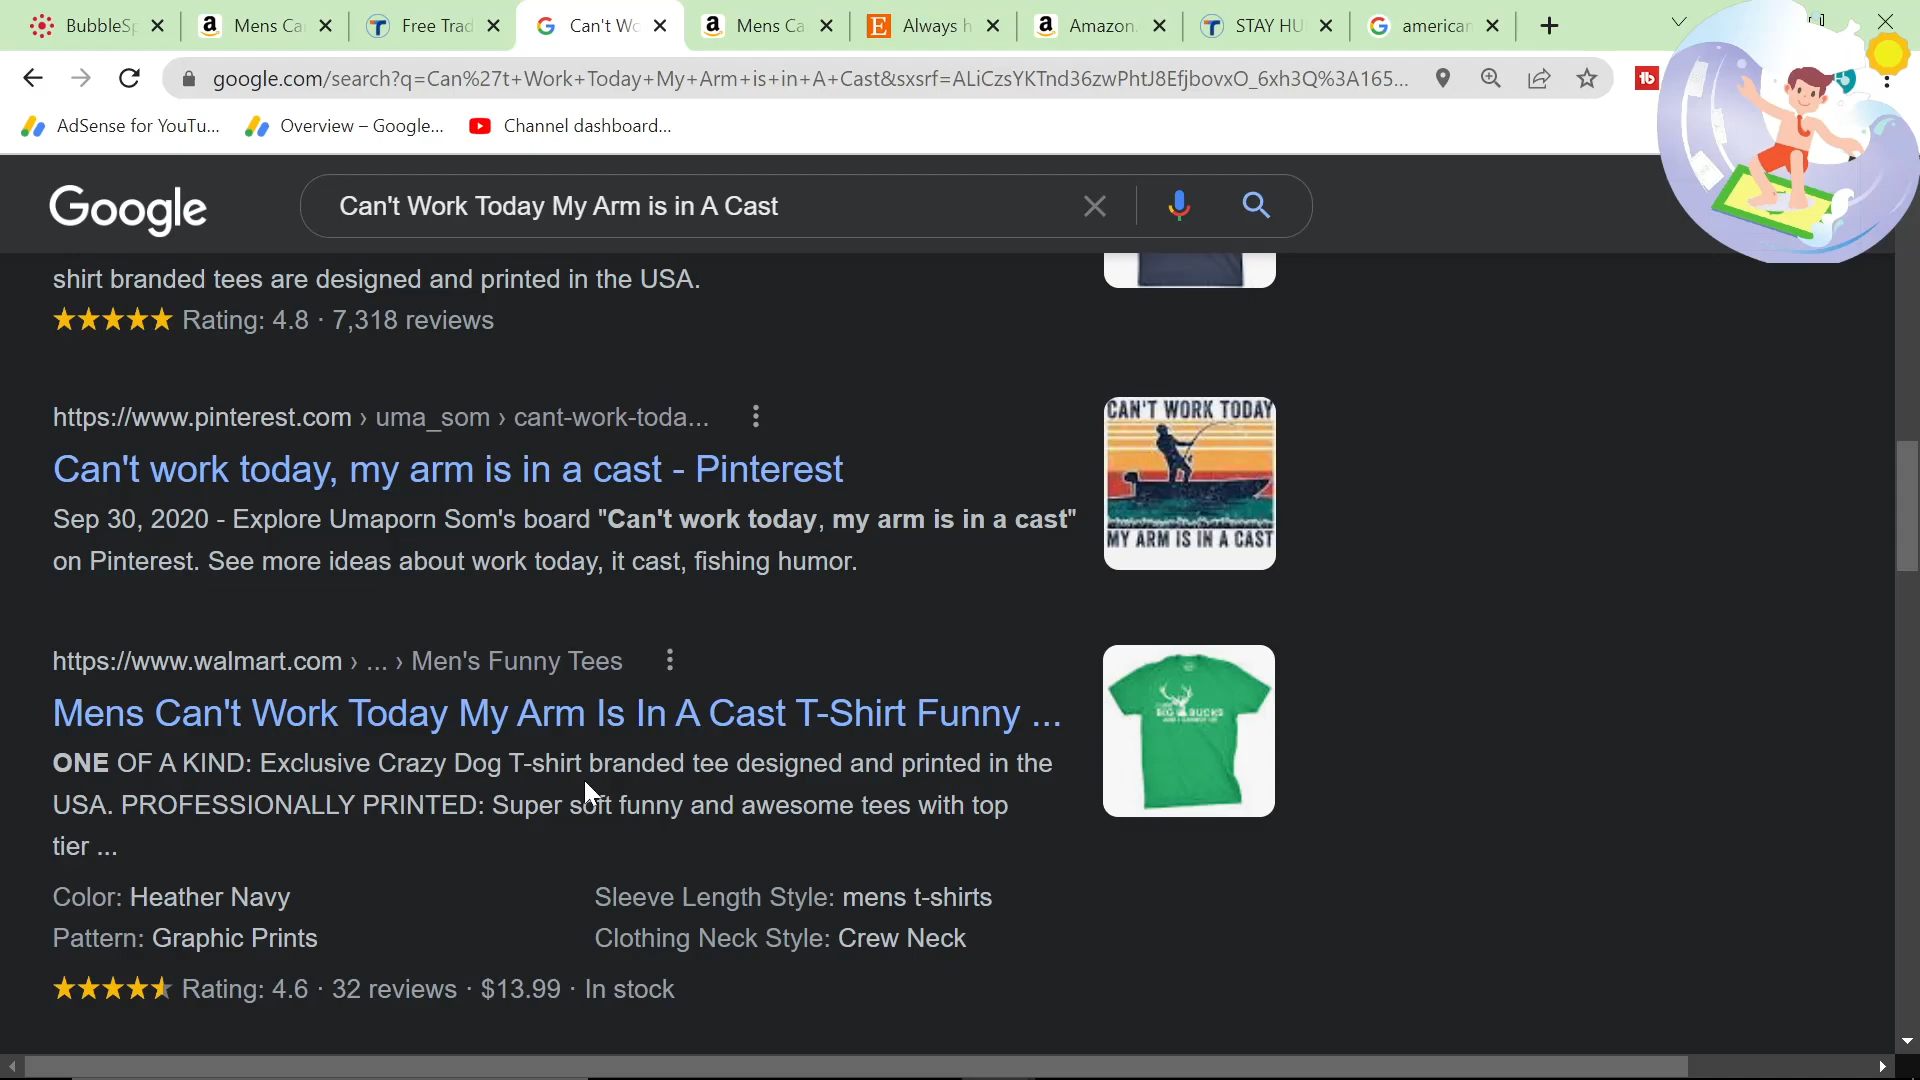 BubbleSp
Mens Ca
Free Trad
Can't Wo
Mens Ca
Always h
Amazon.
STAY HU
american
google.com/search?q=Can%27t+Work+Today+My+Arm+is+in+A+Cast&sxsrf=ALiCzsYKTnd36zwPhtJ8EfjbovxO_6xh3Q%3A165...
AdSense for YouTu...
Overview – Google...
Channel dashboard...
Google
Can't Work Today My Arm is in A Cast
shirt branded tees are designed and printed in the USA.
Rating: 4.8 · 7,318 reviews
https://www.pinterest.com › uma_som › cant-work-toda...
Can't work today, my arm is in a cast - Pinterest
Sep 30, 2020 - Explore Umaporn Som's board "Can't work today, my arm is in a cast"
on Pinterest. See more ideas about work today, it cast, fishing humor.
CAN'T WORK TODAY
MY ARM IS IN A CAST
https://www.walmart.com › ... › Men's Funny Tees
Mens Can't Work Today My Arm Is In A Cast T-Shirt Funny ...
ONE OF A KIND: Exclusive Crazy Dog T-shirt branded tee designed and printed in the
USA. PROFESSIONALLY PRINTED: Super soft funny and awesome tees with top
tier ...
BIG BUCKS
Color: Heather Navy
Sleeve Length Style: mens t-shirts
Pattern: Graphic Prints
Clothing Neck Style: Crew Neck
Rating: 4.6 · 32 reviews · $13.99 · In stock